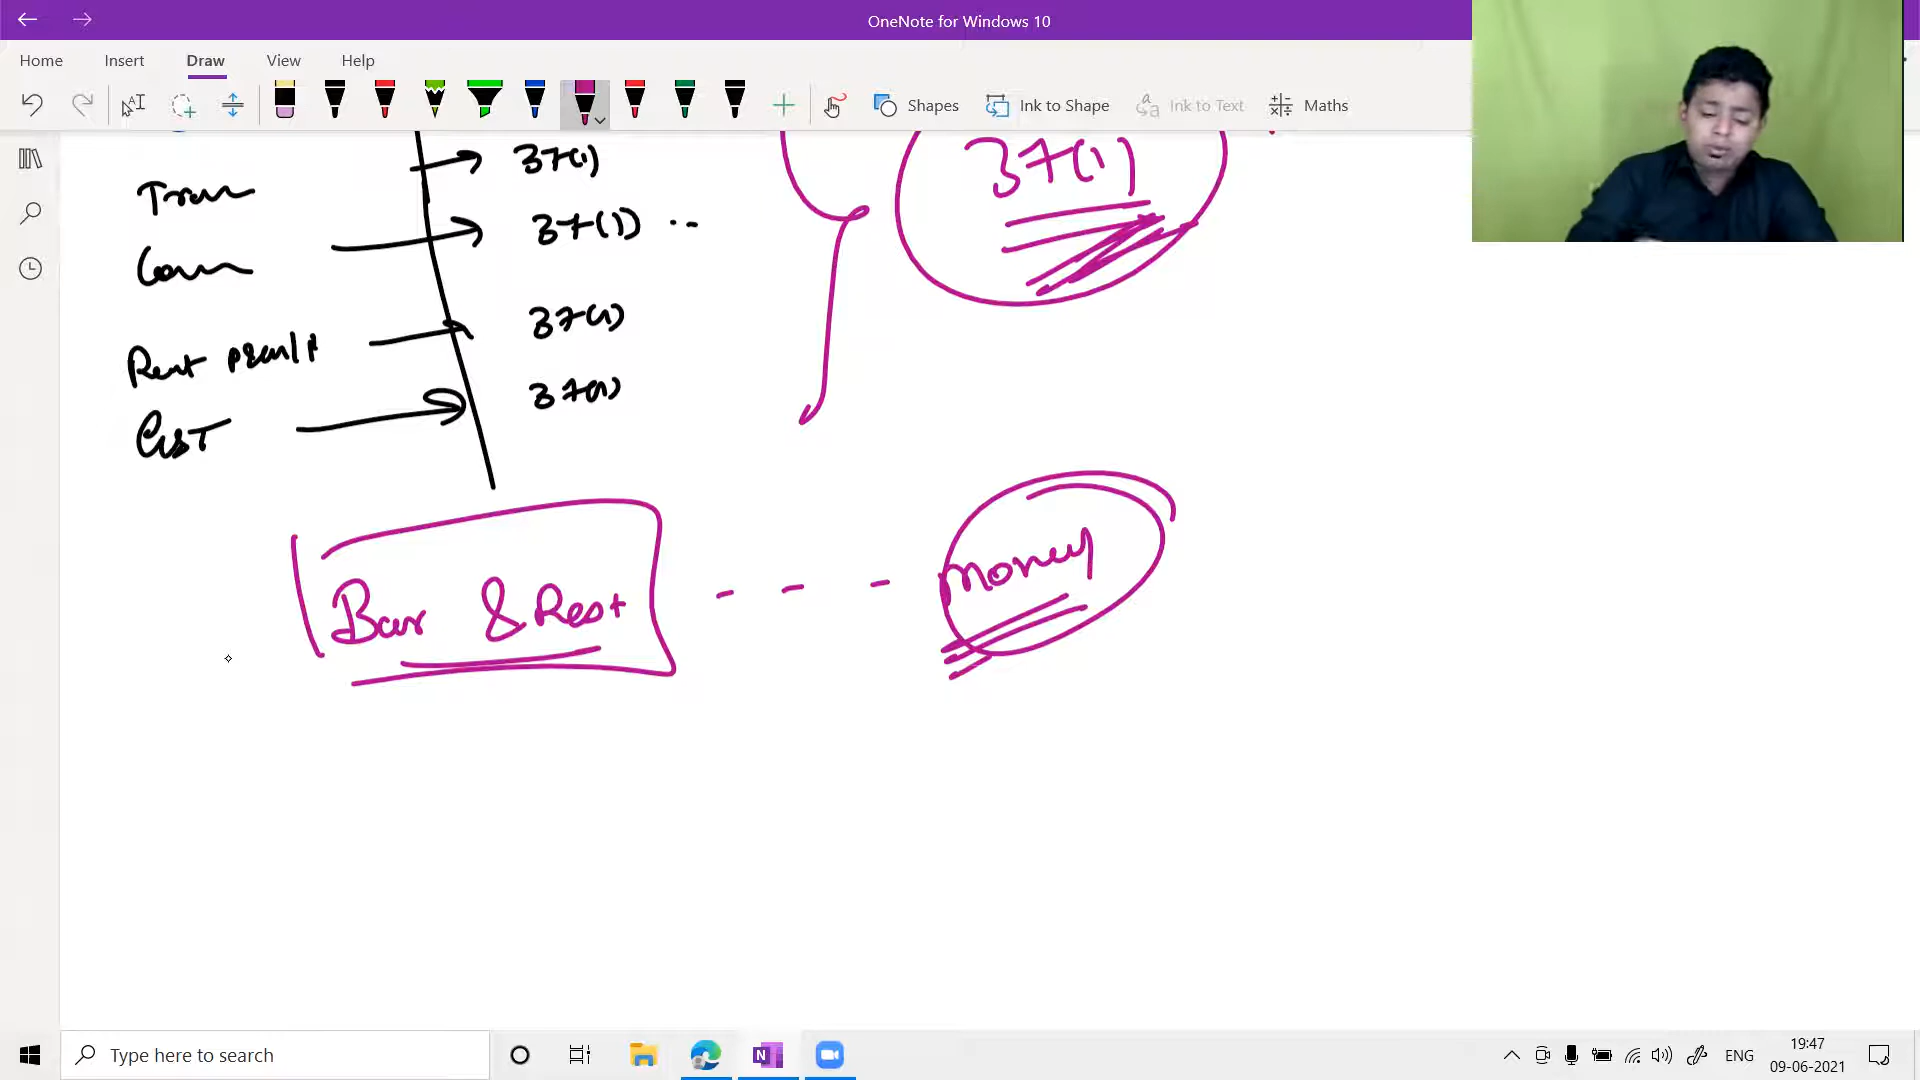 OneNote for Windows 10
Home Insert Draw View Help
Shapes Ink to Shape Ink to Text Maths
37(1)
37(1)
Tran
37(1) ..
Com
37(1)
Rent
37(1)
GST
money
Bar & Rest - - -
Type here to search
N
ENG
19:47
09-06-2021